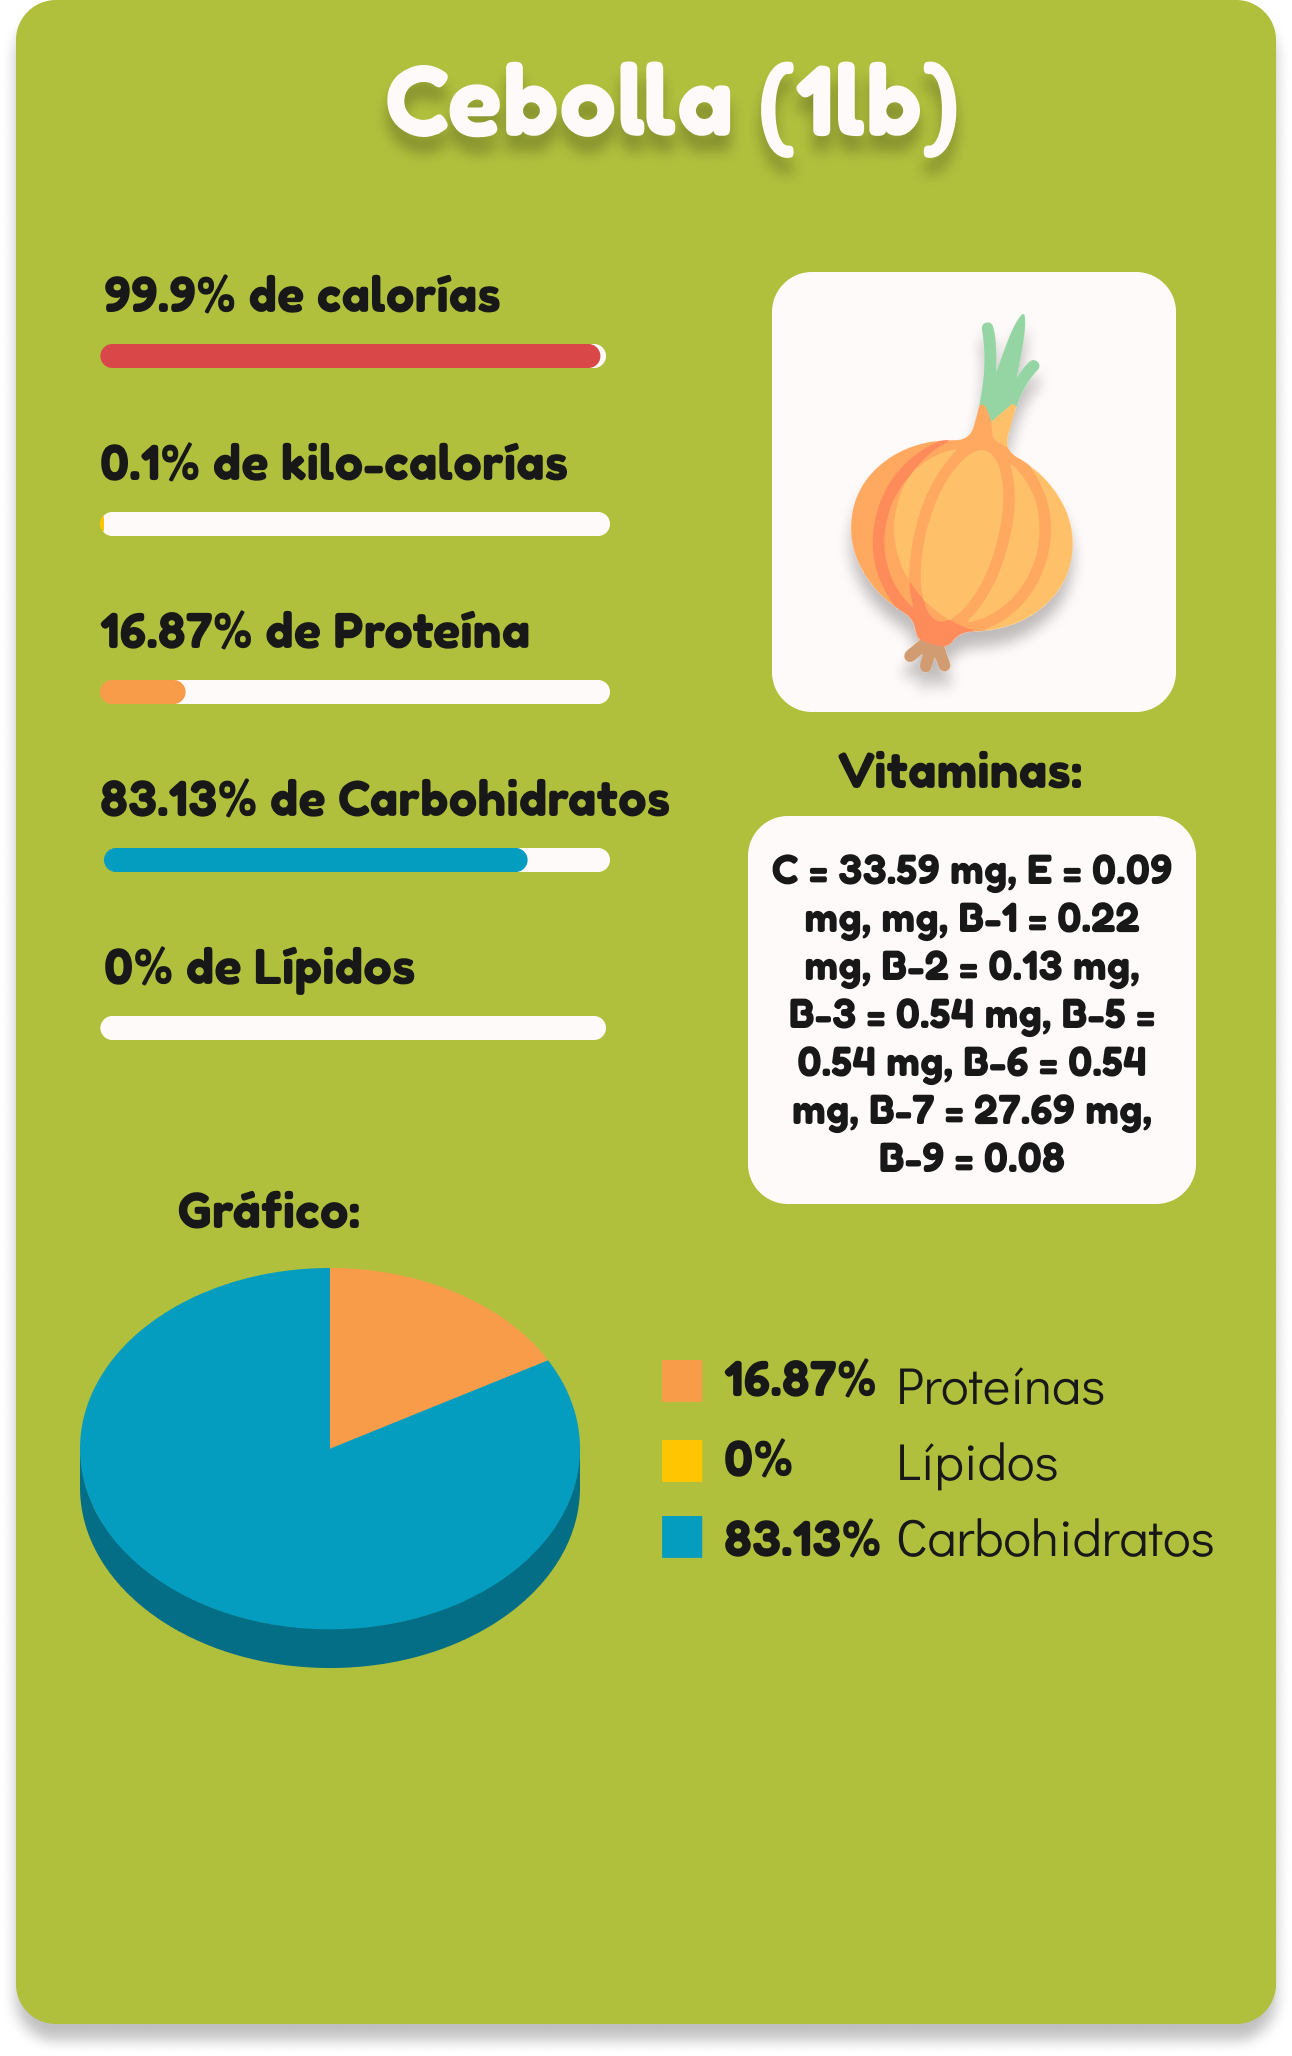 Cebolla (1lb)
99.9% de calorías
0.1% de kilo-calorías
16.87% de Proteína
83.13% de Carbohidratos
0% de Lípidos
Vitaminas:
C = 33.59 mg, E = 0.09
mg, mg, B-1 = 0.22
mg, B-2 = 0.13 mg,
B-3 = 0.54 mg, B-5 =
0.54 mg, B-6 = 0.54
mg, B-7 = 27.69 mg,
B-9 = 0.08
Gráfico:
16.87% Proteínas
0% Lípidos
83.13% Carbohidratos